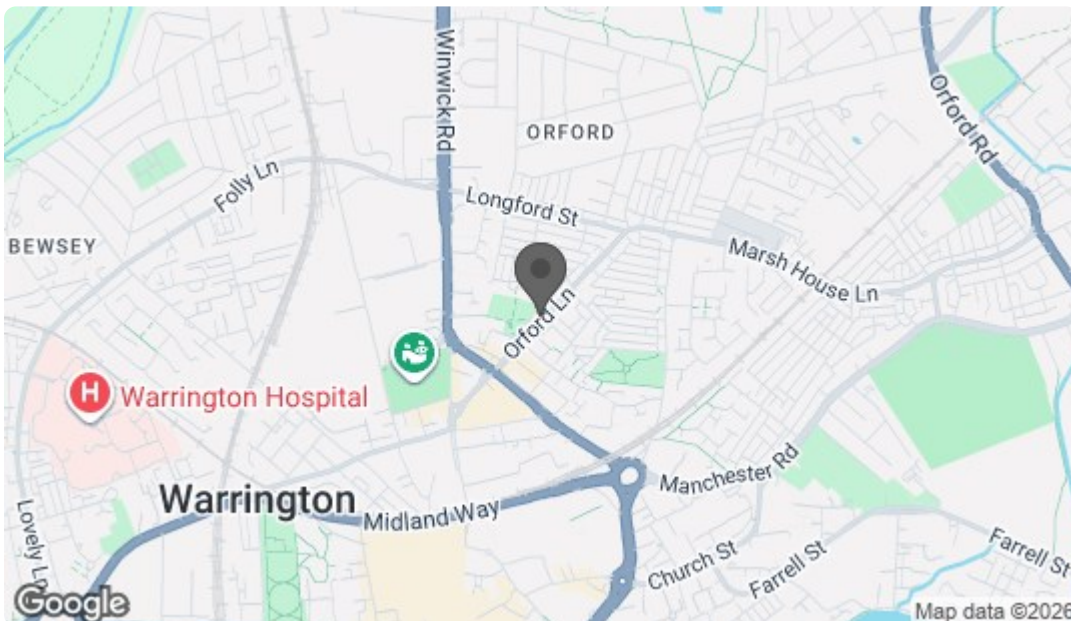 Winwick Rd
ORFORD
Orford Rd
Folly Ln
Longford St
BEWSEY
Marsh House Ln
Orford Ln
H
Warrington Hospital
Manchester Rd
Warrington
Midland Way
Lovely Ln
Church St
Farrell St
Farrell St
Google
Map data ©2026